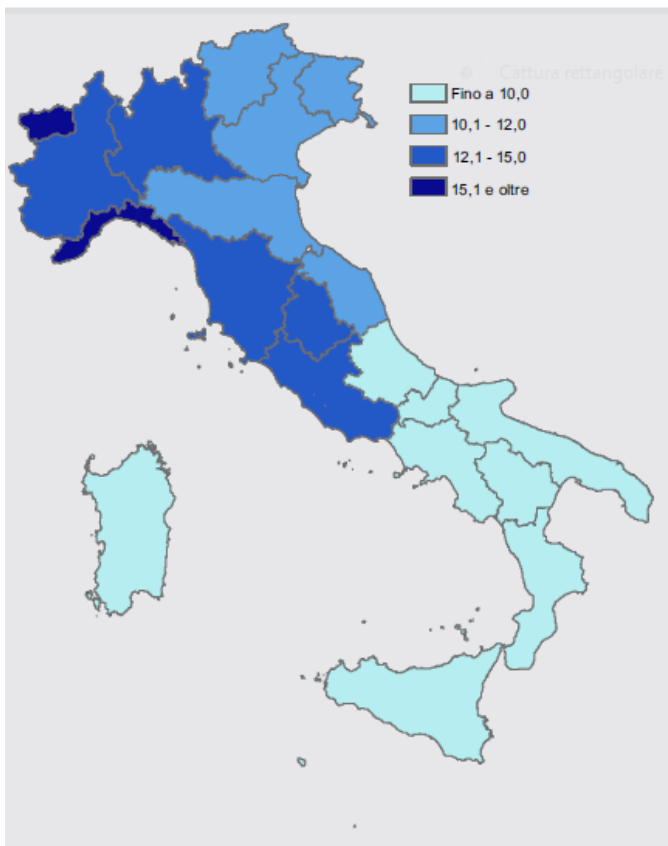 © Cattura rettangolare
Fino a 10,0
10,1 - 12,0
12,1 - 15,0
15,1 e oltre